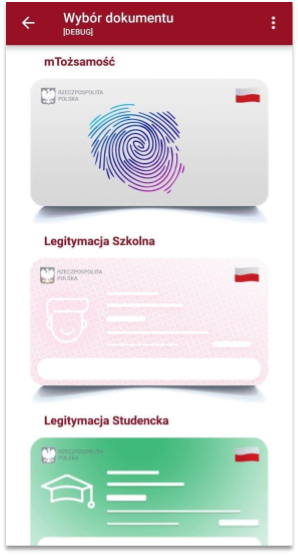 Wybór dokumentu
[DEBUG]
mTożsamość
RZECZPOSPOLITA
POLSKA
Legitymacja Szkolna
RZECZPOSPOLITA
POLSKA
Legitymacja Studencka
RZECZPOSPOLITA
POLSKA